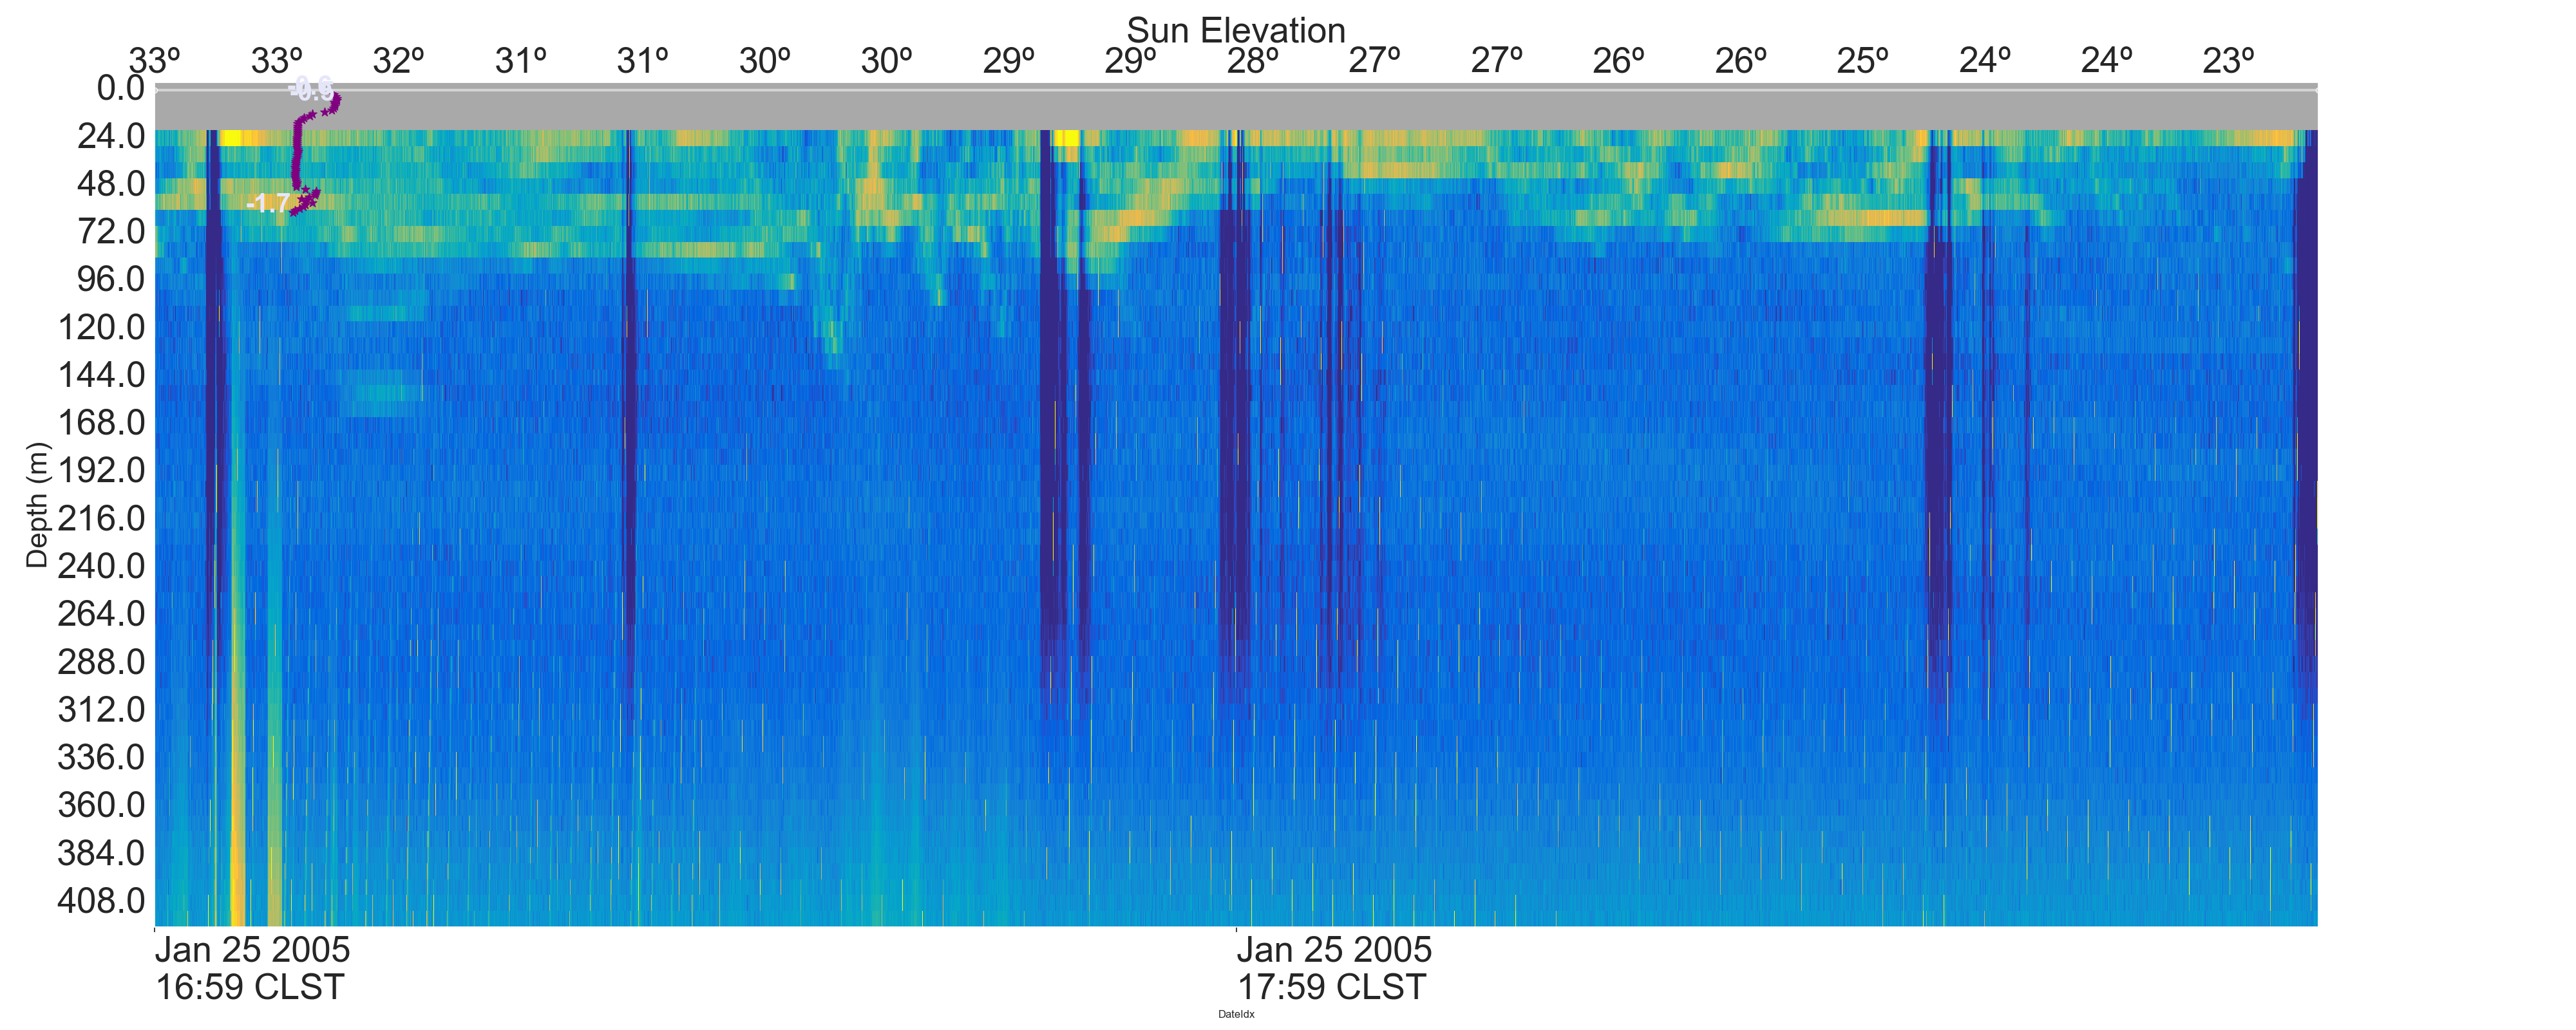 Sun Elevation
33º 33º 32º 31º 31º 30º 30º 29º 29º 28º 27º 27º 26º 26º 25º 24º 24º 23º
0.0
24.0
48.0
-1.7
72.0
96.0
120.0
144.0
168.0
192.0
216.0
240.0
264.0
288.0
312.0
336.0
360.0
384.0
408.0
Depth (m)
Jan 25 2005
16:59 CLST
Jan 25 2005
17:59 CLST
DateIdx